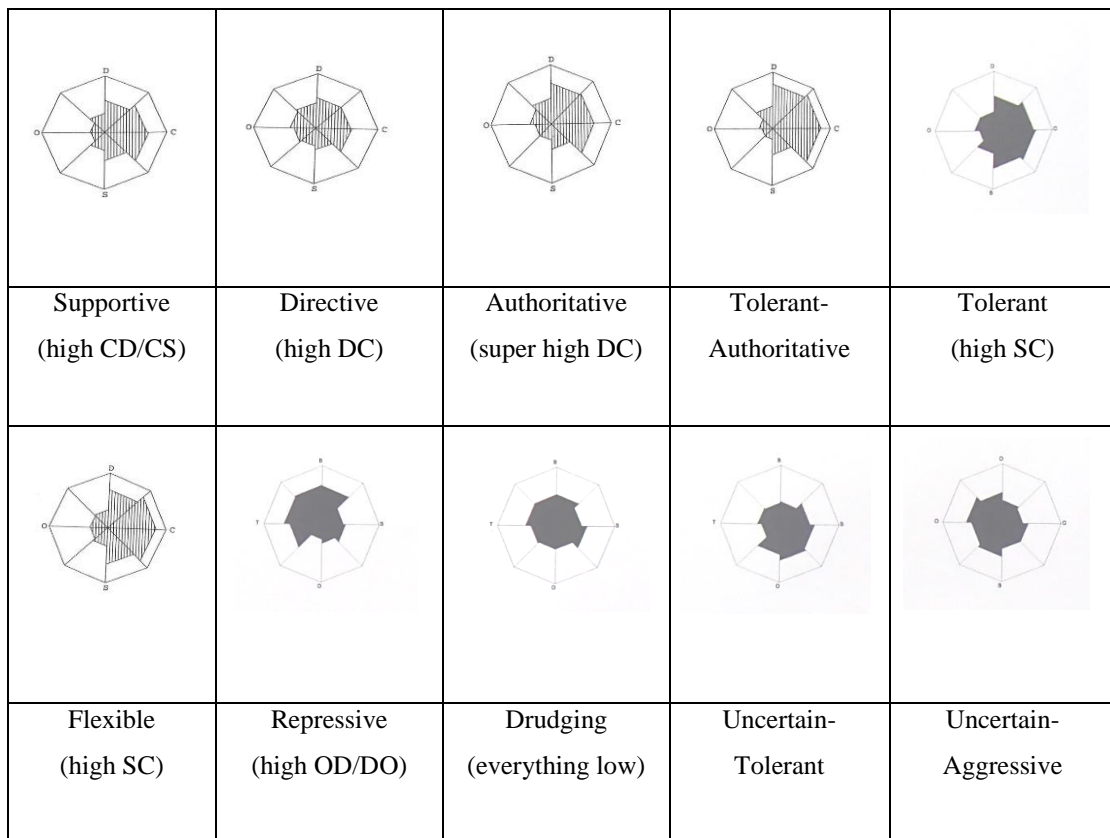 D
O
C
S
D
O
C
S
D
O
C
S
D
O
C
S
D
O
S
Supportive
(high CD/CS)
Directive
(high DC)
Authoritative
(super high DC)
Tolerant-
Authoritative
Tolerant
(high SC)
D
O
C
S
T
O
T
O
T
O
O
S
Flexible
(high SC)
Repressive
(high OD/DO)
Drudging
(everything low)
Uncertain-
Tolerant
Uncertain-
Aggressive